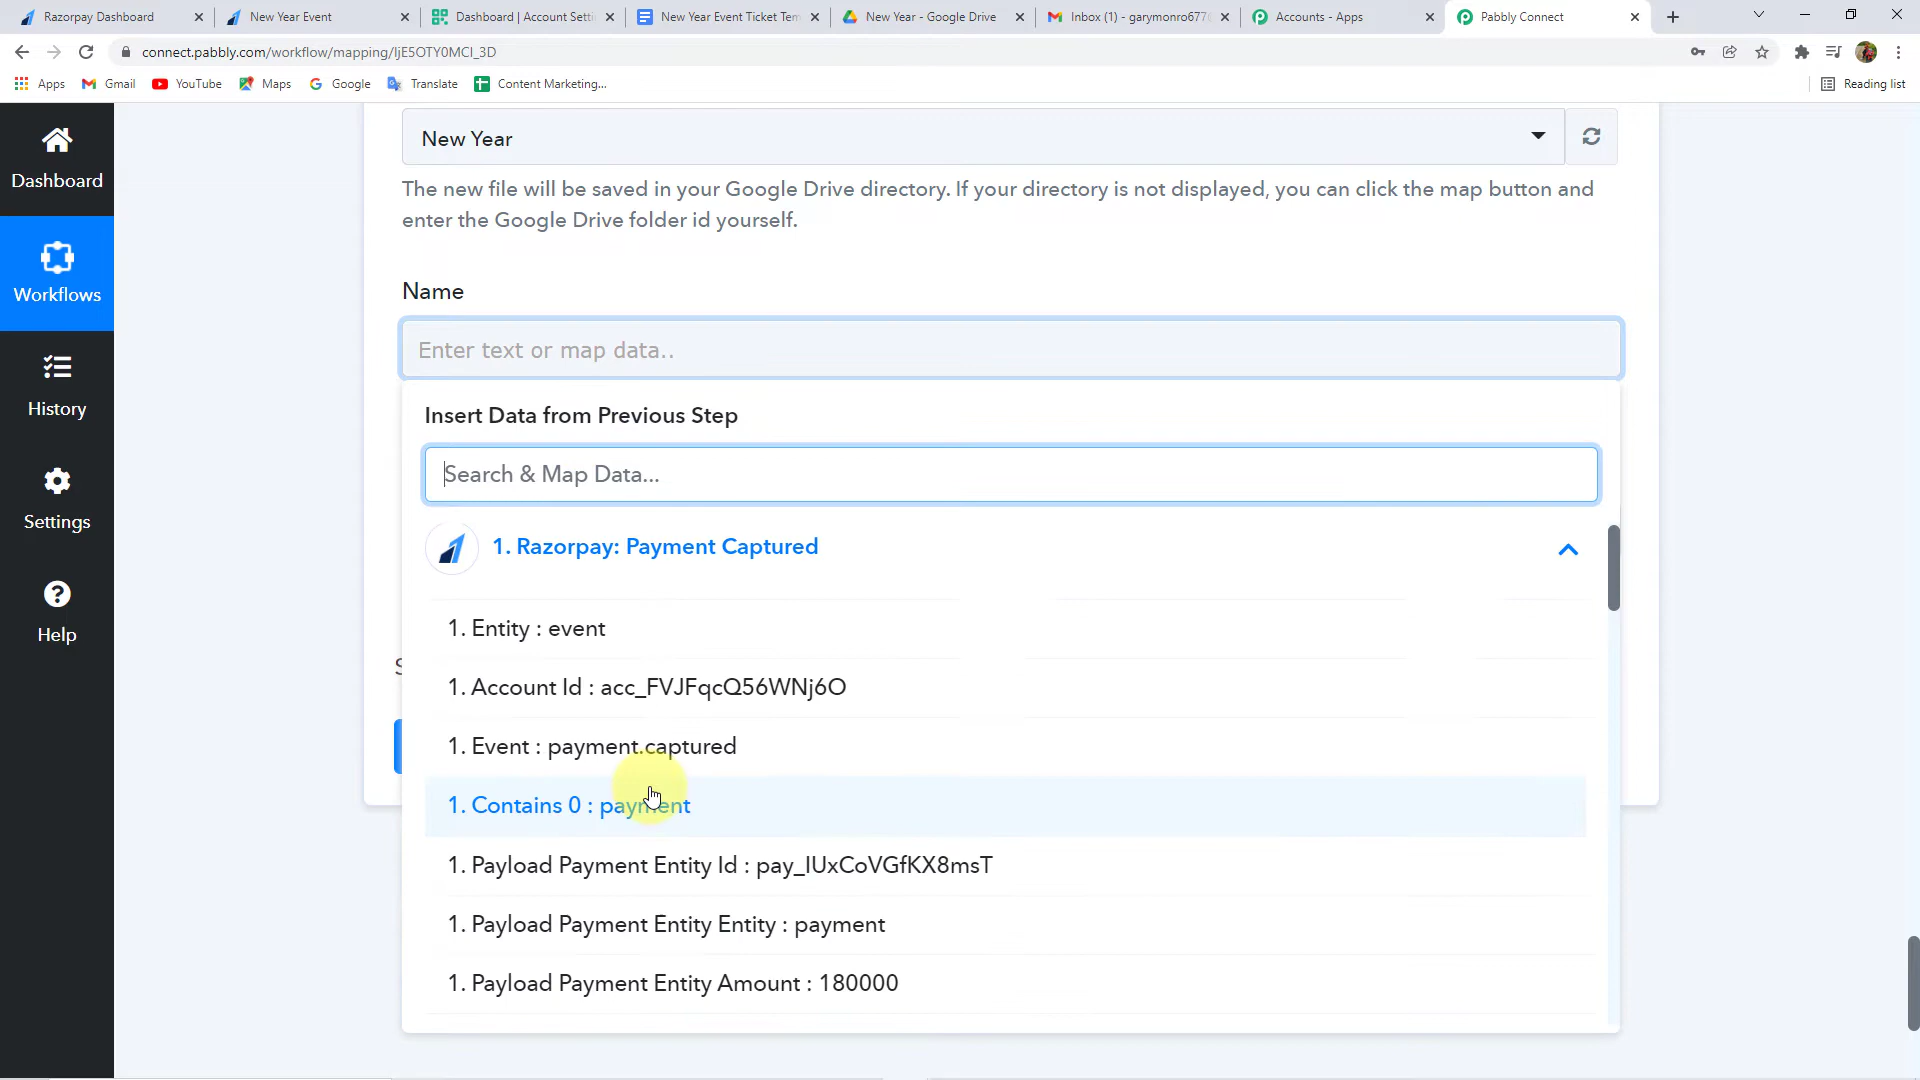 Razorpay Dashboard
New Year Event
Dashboard | Account Setti
New Year Event Ticket Tem
New Year - Google Drive
Inbox (1) - garymonro677
Accounts - Apps
Pabbly Connect
connect.pabbly.com/workflow/mapping/IjE5OTY0MCI_3D
Apps
Gmail
YouTube
Maps
Google
Translate
Content Marketing...
Reading list
Dashboard
Workflows
History
Settings
Help
New Year
The new file will be saved in your Google Drive directory. If your directory is not displayed, you can click the map button and
enter the Google Drive folder id yourself.
Name
Enter text or map data..
Insert Data from Previous Step
Search & Map Data...
1. Razorpay: Payment Captured
1. Entity : event
1. Account Id : acc_FVJFqcQ56WNj6O
1. Event : payment.captured
1. Contains 0 : payment
1. Payload Payment Entity Id : pay_IUxCoVGfKX8msT
1. Payload Payment Entity Entity : payment
1. Payload Payment Entity Amount : 180000